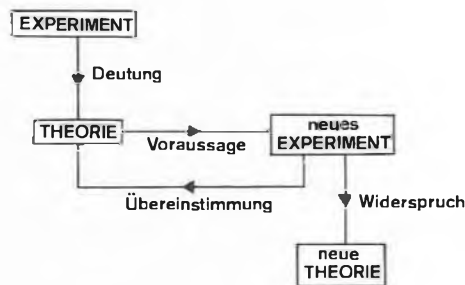 EXPERIMENT
Deutung
THEORIE
Voraussage
neues
EXPERIMENT
Übereinstimmung
Widerspruch
neue
THEORIE